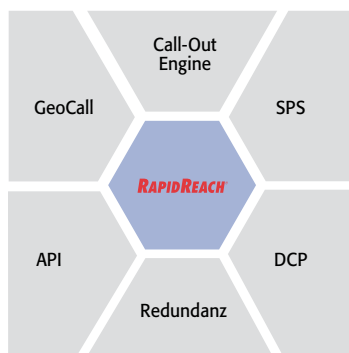 Call-Out
Engine
GeoCall
SPS
RAPIDREACH
API
DCP
Redundanz